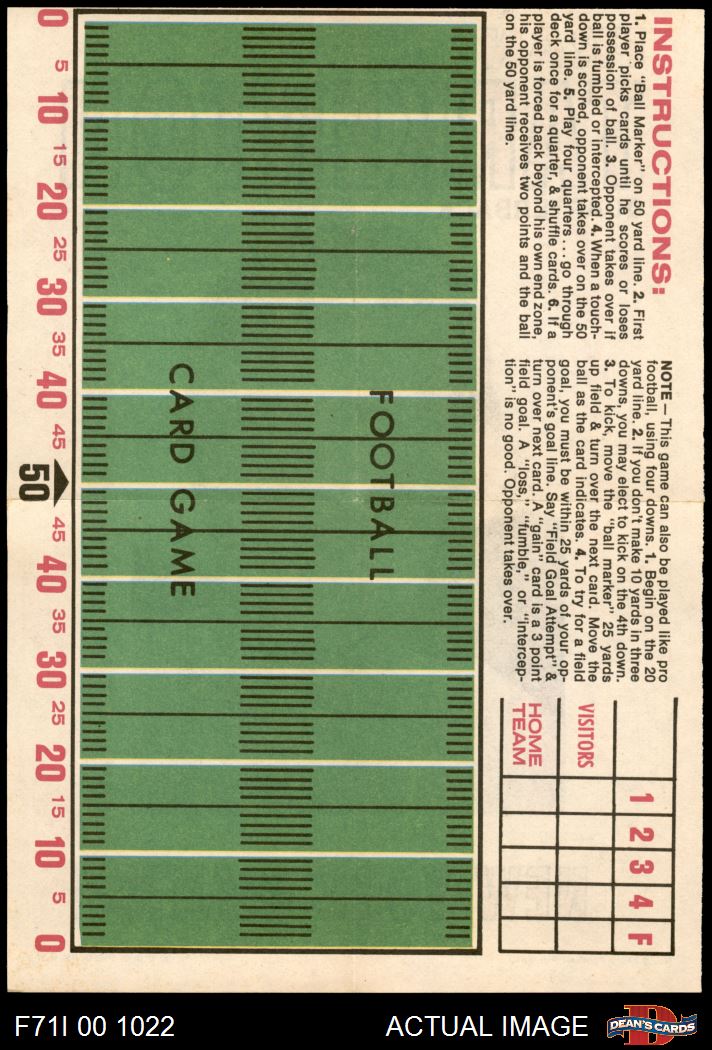 INSTRUCTIONS:
1. Place "Ball Marker" on 50 yard line. 2. First
player picks cards until he scores or loses
possession of ball. 3. Opponent takes over if
ball is fumbled or intercepted. 4. When a touch-
down is scored, opponent takes over on the 50
yard line. 5. Play four quarters . . . go through
deck once for a quarter, & shuffle cards. 6. If a
player is forced back beyond his own end zone,
his opponent receives two points and the ball
on the 50 yard line.
NOTE — This game can also be played like pro
football, using four downs. 1. Begin on the 20
yard line. 2. If you don't make 10 yards in three
downs, you may elect to kick on the 4th down.
3. To kick, move the "ball marker" 25 yards
up field & turn over the next card. Move the
ball as the card indicates. 4. To try for a field
goal, you must be within 25 yards of your op-
ponent's goal line. Say "Field Goal Attempt" &
turn over next card. A "gain" card is a 3 point
field goal. A "loss," "fumble," or "intercep-
tion" is no good. Opponent takes over.
1 2 3 4 F
VISITORS
HOME
TEAM
FOOTBALL
CARD GAME
0 5 10 15 20 25 30 35 40 45 50 45 40 35 30 25 20 15 10 5 0
F71I 00 1022
ACTUAL IMAGE
D
DEAN'S CARDS